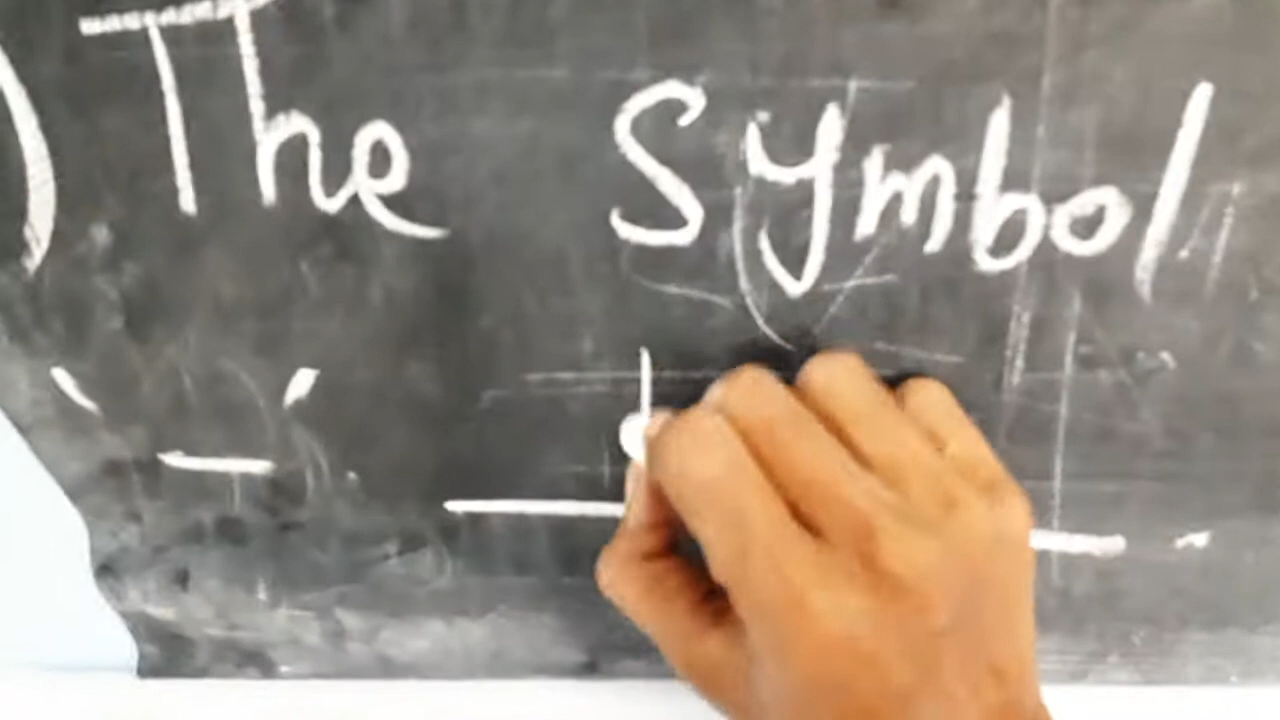 ) The Symbol
' - ' .